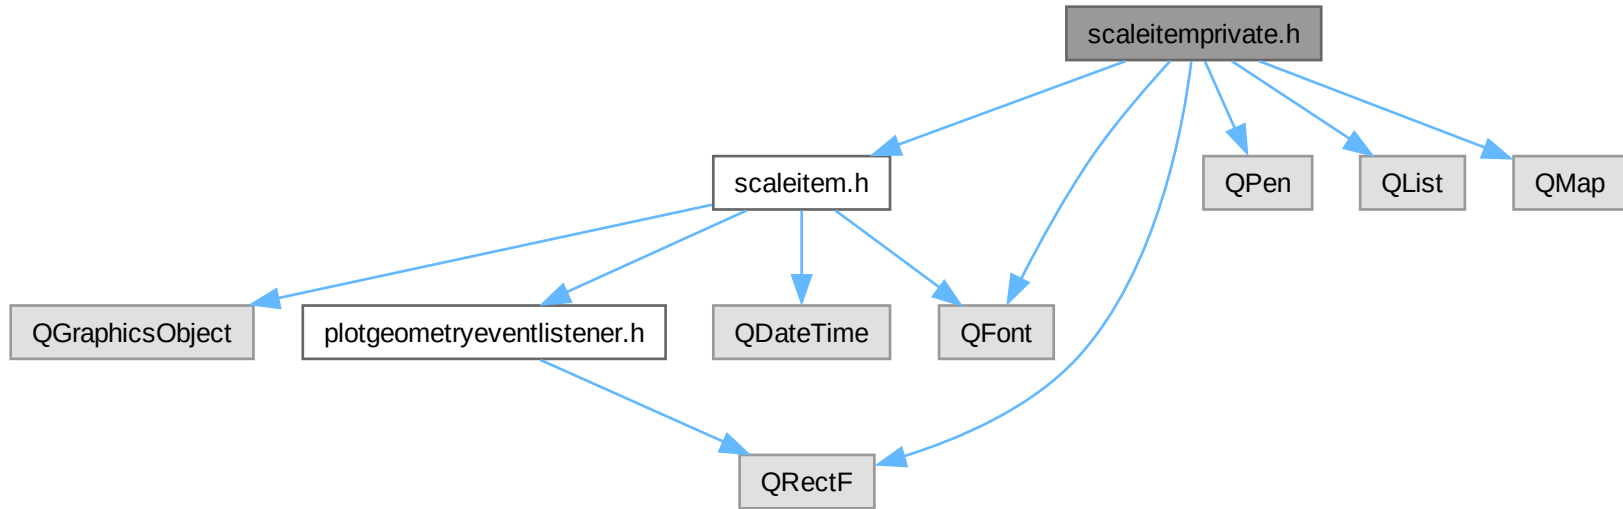 scaleitemprivate.h
scaleitem.h
QPen
QList
QMap
QGraphicsObject
plotgeometryeventlistener.h
QDateTime
QFont
QRectF